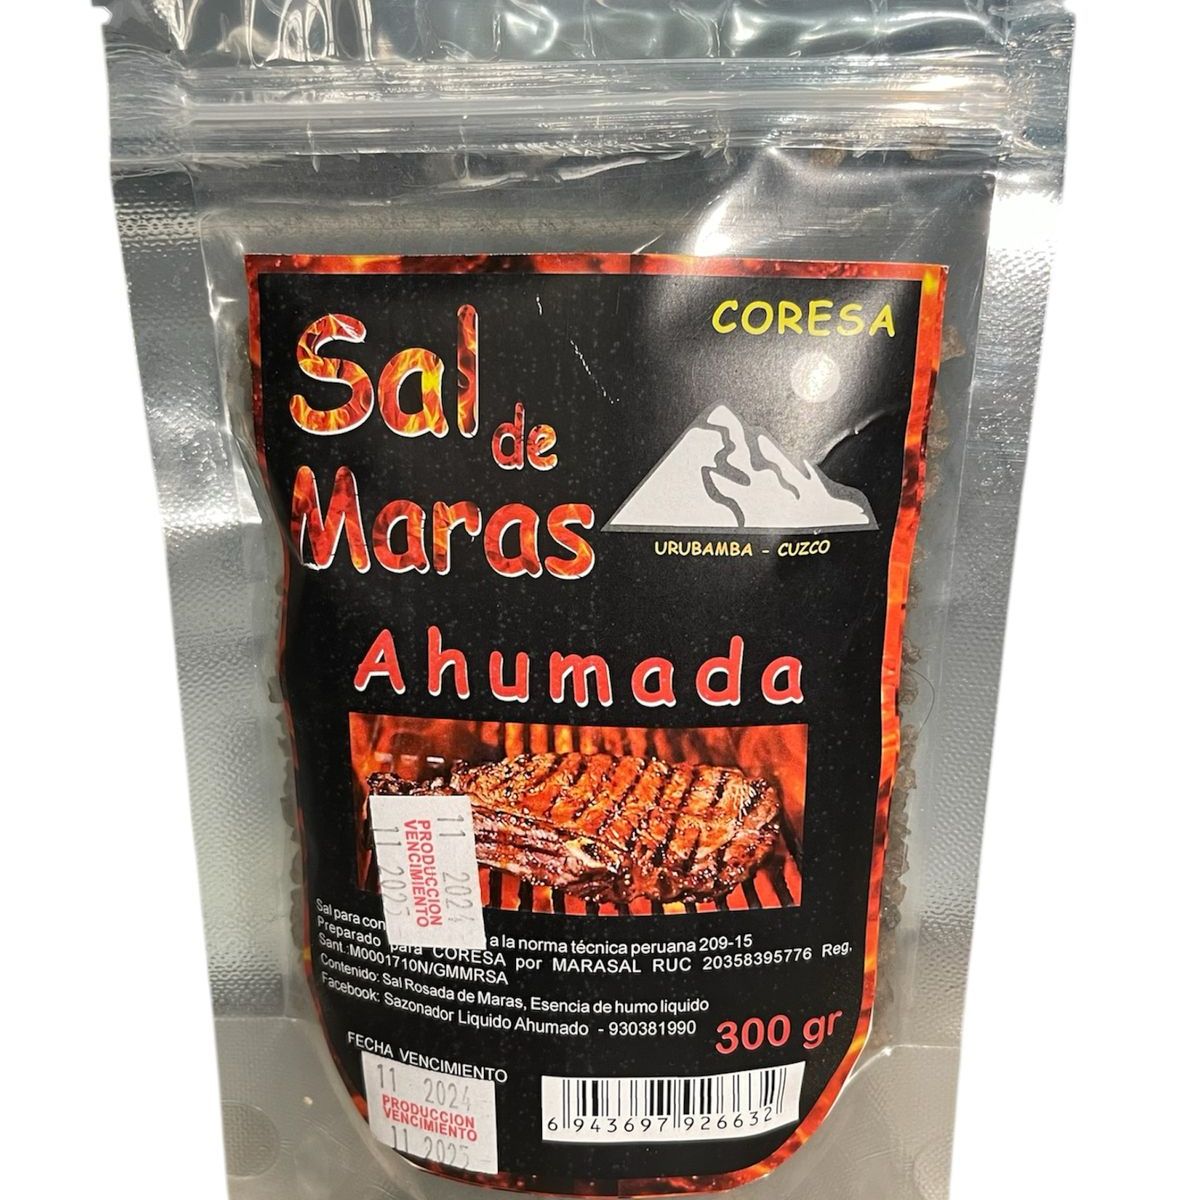 CORESA
Sal
de
Maras
URUBAMBA - CUZCO
Ahumada
11 2024
PRODUCCION
VENCIMIENTO
11 2025
Sal para con a la norma técnica peruana 209-15
Preparado para CORESA por MARASAL RUC 20358395776 Reg.
Sant.:M0001710N/GMMRSA
Contenido: Sal Rosada de Maras, Esencia de humo liquido
Facebook: Sazonador Liquido Ahumado - 930381990
300 gr
FECHA VENCIMIENTO
11 2024
PRODUCCION
VENCIMIENTO
11 2025
6 943697 926632